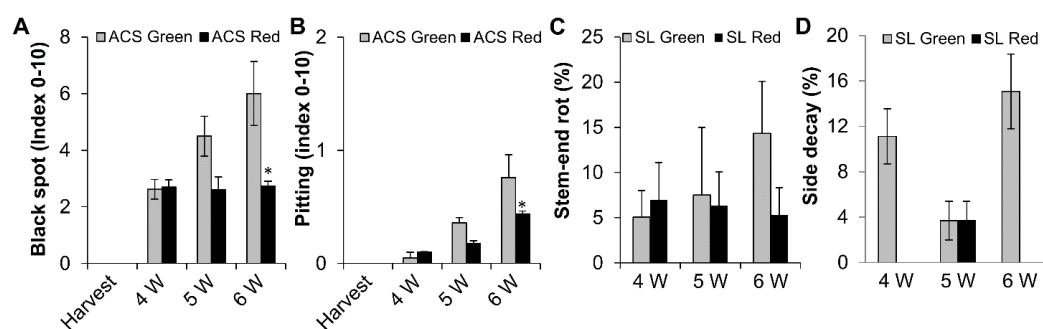 A
ACS Green ACS Red
Black spot (Index 0-10)
8
6
4
2
0
Harvest 4 W 5 W 6 W
*
B
ACS Green ACS Red
Pitting (index 0-10)
2
1
0
Harvest 4 W 5 W 6 W
*
C
SL Green SL Red
Stem-end rot (%)
25
20
15
10
5
0
4 W 5 W 6 W
D
SL Green SL Red
Side decay (%)
20
16
12
8
4
0
4 W 5 W 6 W